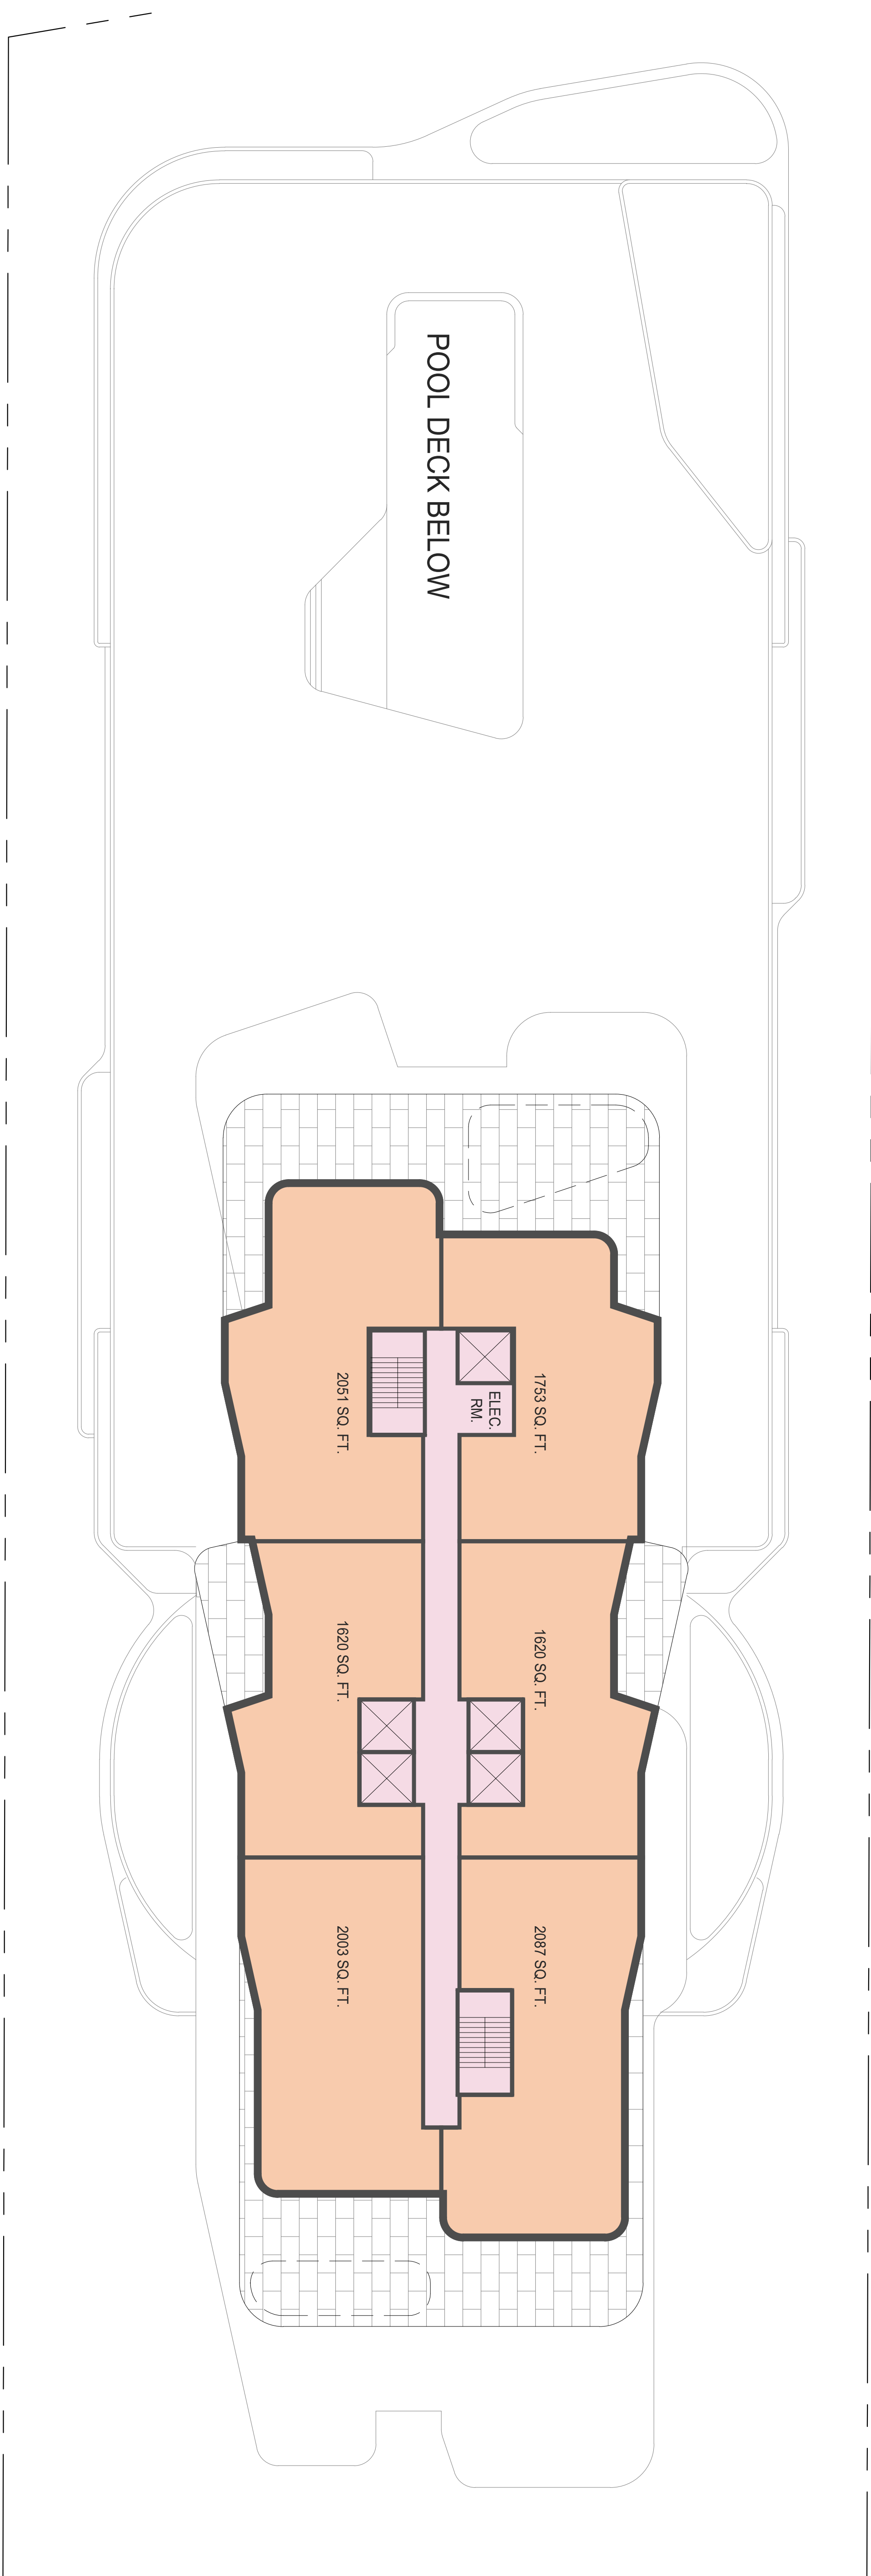 POOL DECK BELOW
2051 SQ. FT.
ELEC.
RM.
1753 SQ. FT.
1620 SQ. FT.
1620 SQ. FT.
2003 SQ. FT.
2087 SQ. FT.